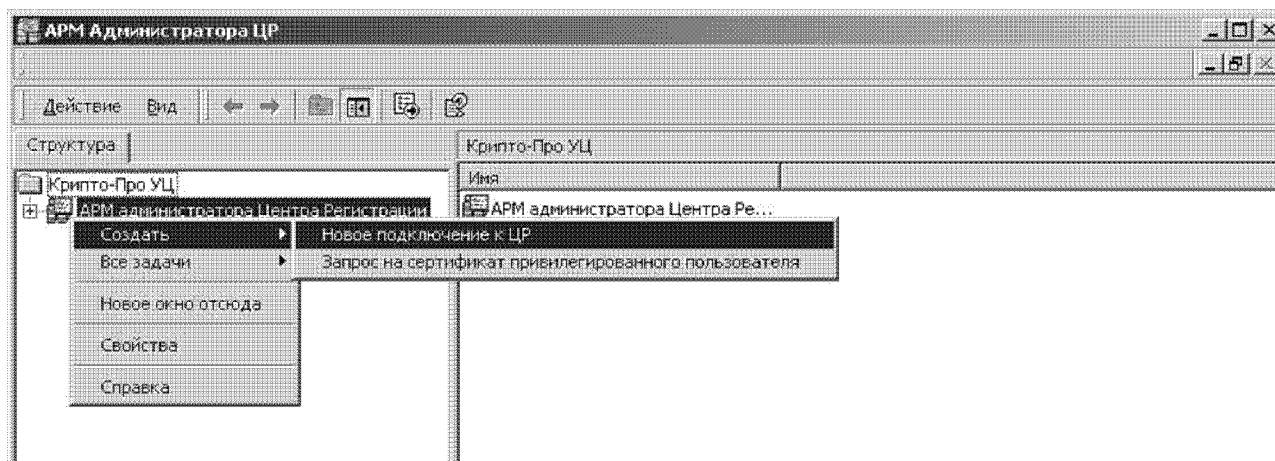 АРМ Администратора ЦР
Действие Вид
Структура
Крипто-Про УЦ
Крипто-Про УЦ
Имя
АРМ администратора Центра Регистрации
АРМ администратора Центра Ре...
Создать
Новое подключение к ЦР
Все задачи
Запрос на сертификат привилегированного пользователя
Новое окно отсюда
Свойства
Справка